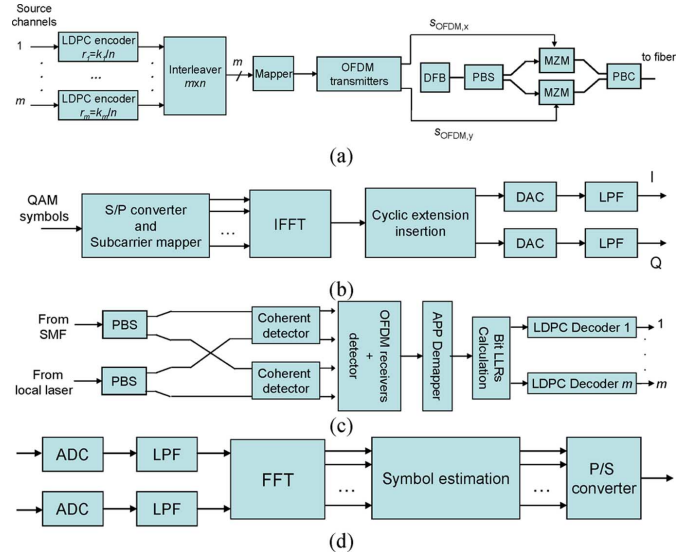 Source
channels
1
LDPC encoder
r1=k1/n
...
m
LDPC encoder
rm=km/n
Interleaver
mxn
m
Mapper
OFDM
transmitters
sOFDM,x
sOFDM,y
DFB
PBS
MZM
MZM
PBC
to fiber
(a)
QAM
symbols
S/P converter
and
Subcarrier mapper
...
IFFT
Cyclic extension
insertion
DAC
LPF
I
DAC
LPF
Q
(b)
From
SMF
PBS
From
local laser
PBS
Coherent
detector
Coherent
detector
OFDM receivers
+
detector
APP Demapper
Bit LLRs
Calculation
LDPC Decoder 1
1
LDPC Decoder m
m
(c)
ADC
LPF
ADC
LPF
FFT
...
Symbol estimation
...
P/S
converter
(d)